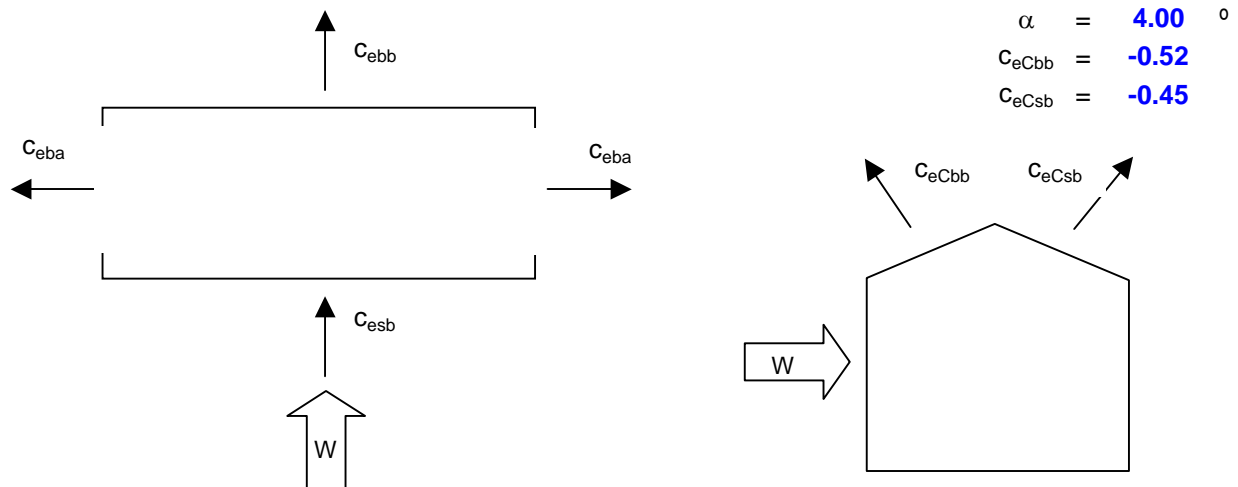 α = 4.00 º
c_ebb
c_eCbb = -0.52
c_eCsb = -0.45
c_eba
c_eba
c_eCbb c_eCsb
c_esb
W
W